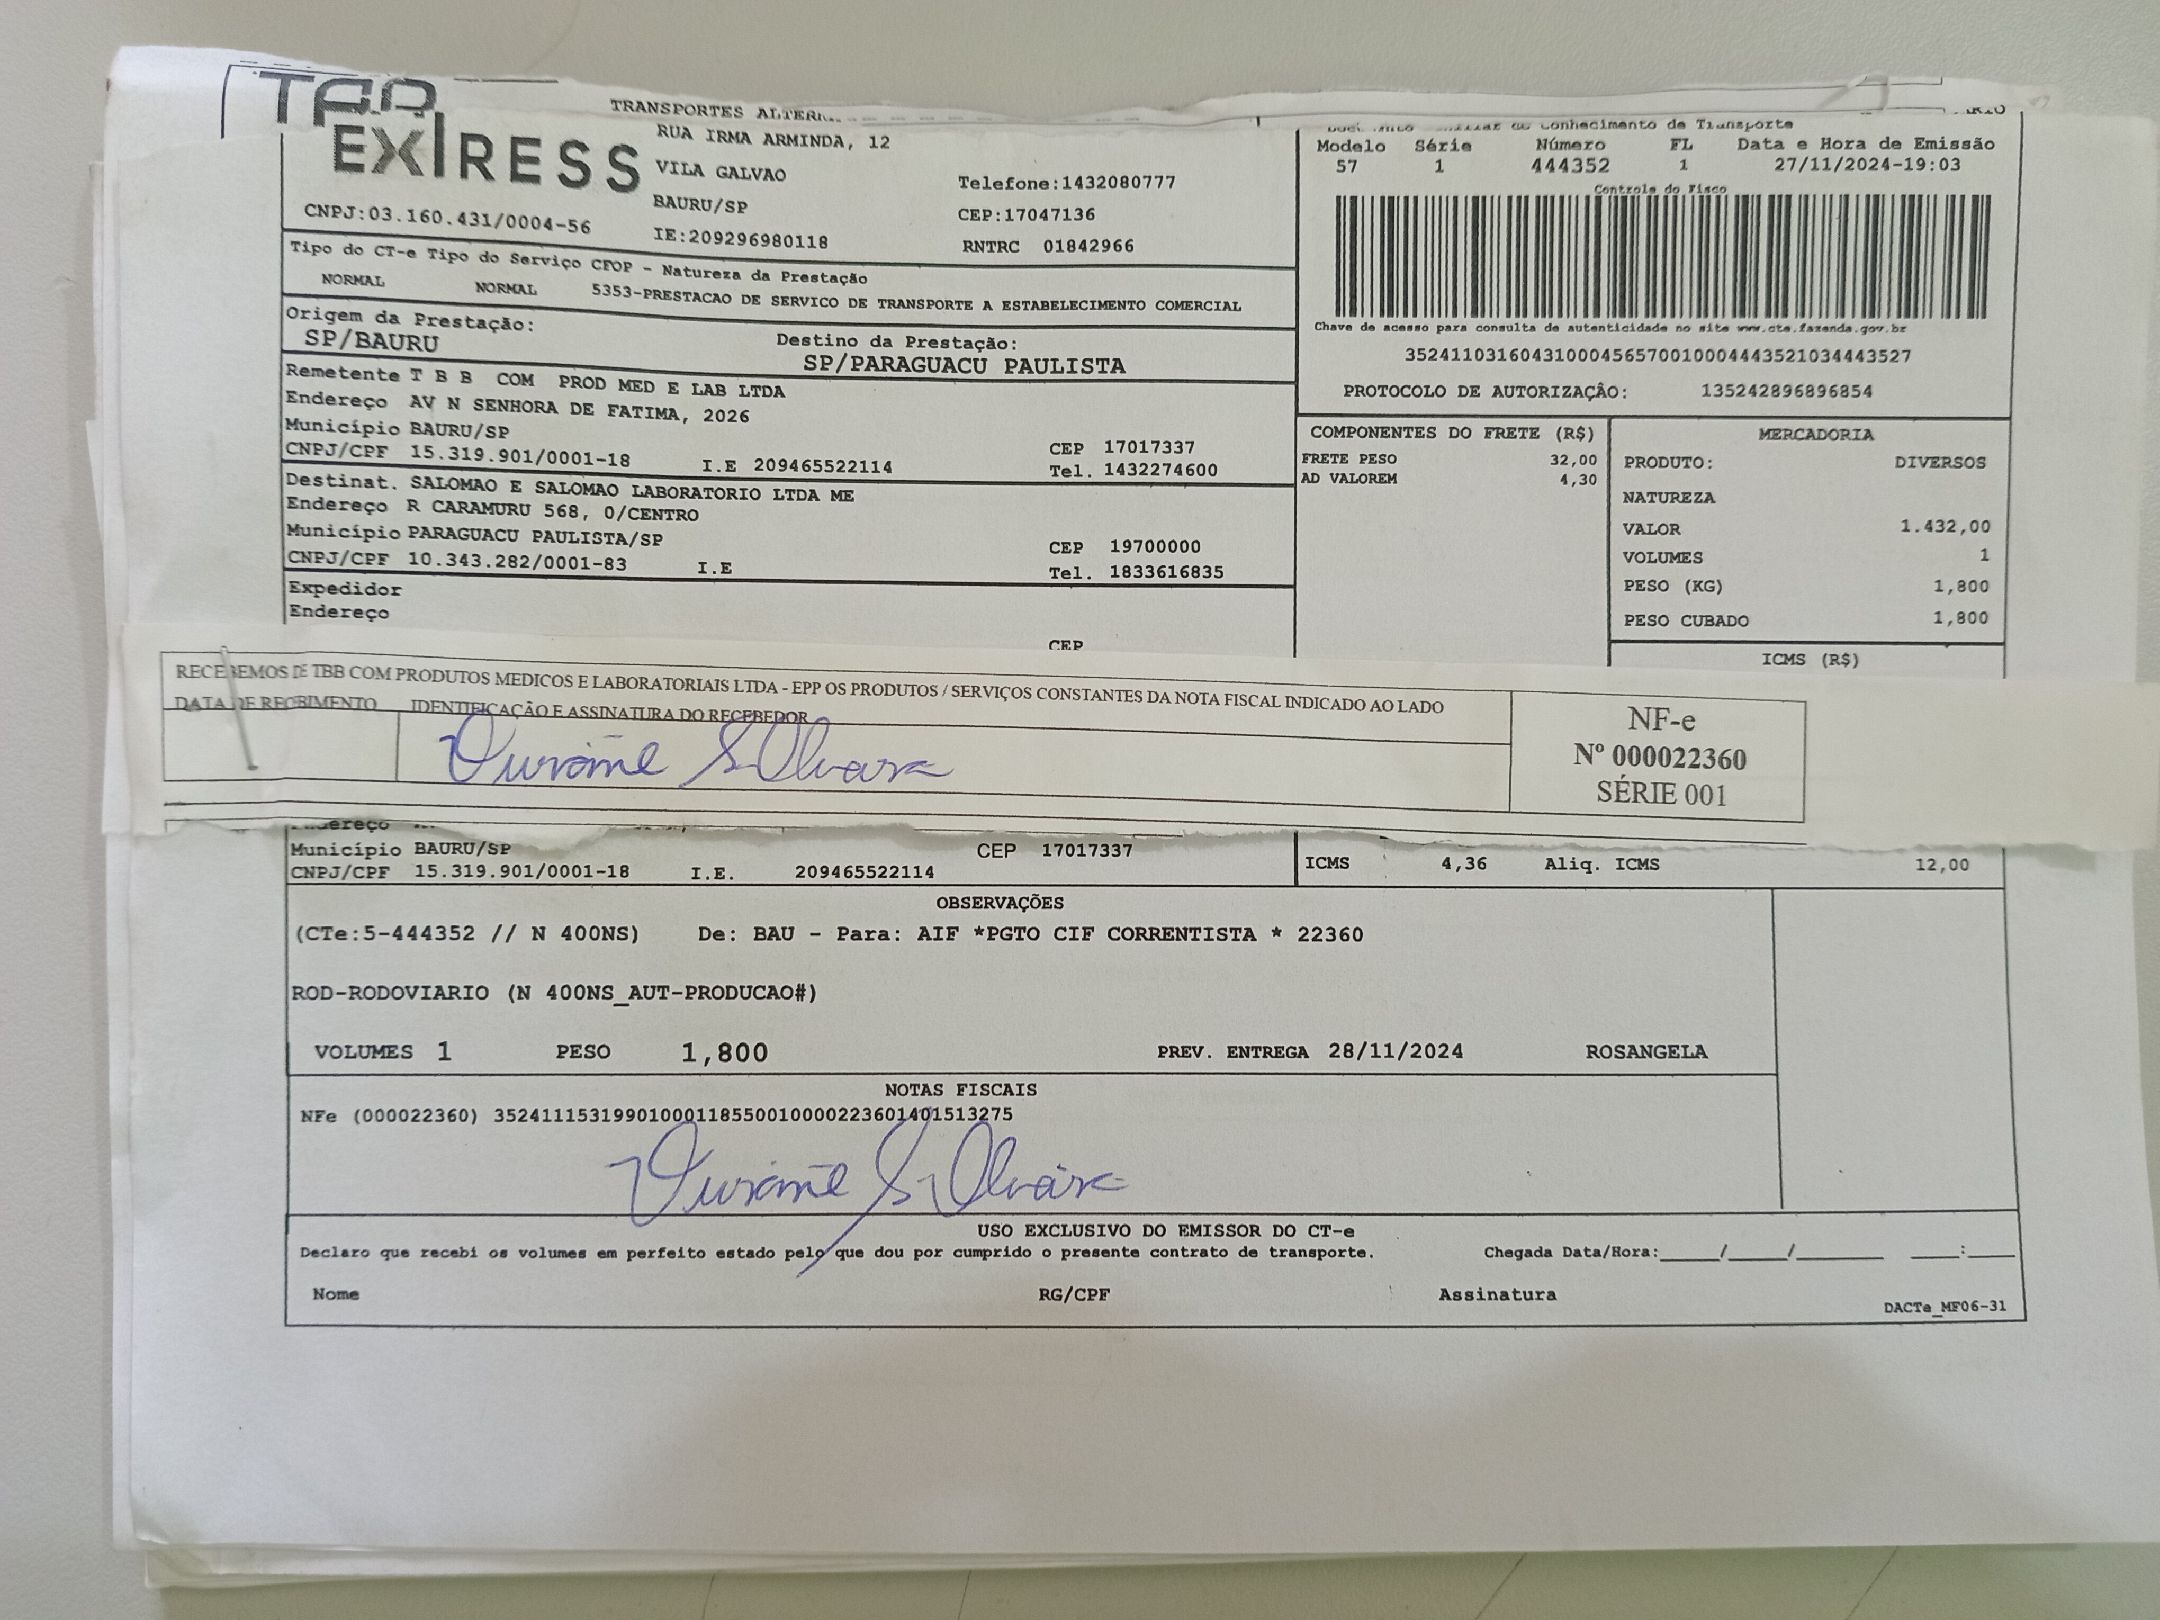 EXPRESS
TRANSPORTES
RUA IRMA ARMINDA, 12
VILA GALVAO
BAURU/SP
IE:209296980118
Telefone:1432080777
CEP:17047136
RNTRC 01842966
CNPJ:03.160.431/0004-56
Conhecimento de Transporte
Modelo Série Número FL Data e Hora de Emissão
57 1 444352 1 27/11/2024-19:03
Controle do Fisco
Chave de acesso para consulta de autenticidade no site www.cte.fazenda.gov.br
35241103160431000456570010004443521034443527
PROTOCOLO DE AUTORIZAÇÃO: 135242896896854
Tipo do CT-e Tipo do Serviço CFOP - Natureza da Prestação
NORMAL NORMAL 5353-PRESTACAO DE SERVICO DE TRANSPORTE A ESTABELECIMENTO COMERCIAL
Origem da Prestação: Destino da Prestação:
SP/BAURU SP/PARAGUACU PAULISTA
Remetente T B B COM PROD MED E LAB LTDA
Endereço AV N SENHORA DE FATIMA, 2026
Município BAURU/SP CEP 17017337
CNPJ/CPF 15.319.901/0001-18 I.E 209465522114 Tel. 1432274600
Destinat. SALOMAO E SALOMAO LABORATORIO LTDA ME
Endereço R CARAMURU 568, 0/CENTRO
Município PARAGUACU PAULISTA/SP CEP 19700000
CNPJ/CPF 10.343.282/0001-83 I.E Tel. 1833616835
Expedidor
Endereço
CEP
COMPONENTES DO FRETE (R$)
FRETE PESO 32,00
AD VALOREM 4,30
MERCADORIA
PRODUTO: DIVERSOS
NATUREZA
VALOR 1.432,00
VOLUMES 1
PESO (KG) 1,800
PESO CUBADO 1,800
ICMS (R$)
RECEBEMOS DE TBB COM PRODUTOS MEDICOS E LABORATORIAIS LTDA - EPP OS PRODUTOS / SERVIÇOS CONSTANTES DA NOTA FISCAL INDICADO AO LADO
DATA DE RECBIMENTO IDENTIFICAÇÃO E ASSINATURA DO RECEBEDOR
NF-e
Nº 000022360
SÉRIE 001
Endereço
Município BAURU/SP CEP 17017337
CNPJ/CPF 15.319.901/0001-18 I.E. 209465522114
ICMS 4,36 Aliq. ICMS 12,00
OBSERVAÇÕES
(CTe:5-444352 // N 400NS) De: BAU - Para: AIF *PGTO CIF CORRENTISTA * 22360
ROD-RODOVIARIO (N 400NS_AUT-PRODUCAO#)
VOLUMES 1 PESO 1,800 PREV. ENTREGA 28/11/2024 ROSANGELA
NOTAS FISCAIS
NFe (000022360) 35241115319901000118550010000223601401513275
USO EXCLUSIVO DO EMISSOR DO CT-e
Declaro que recebi os volumes em perfeito estado pelo que dou por cumprido o presente contrato de transporte. Chegada Data/Hora:____/____/______ ___:___
Nome RG/CPF Assinatura
DACTe_MF06-31